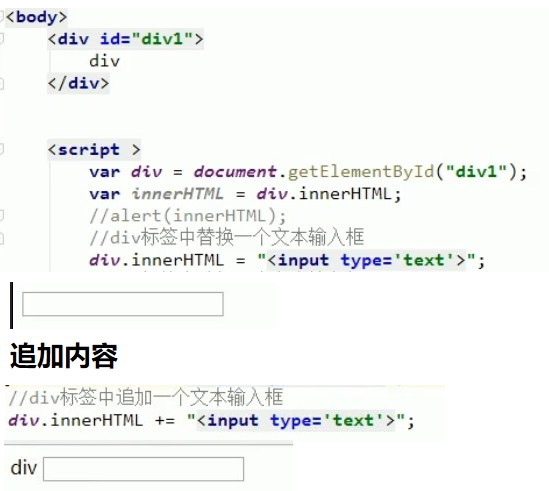 <body>
<div id="div1">
div
</div>
<script >
var div = document.getElementById("div1");
var innerHTML = div.innerHTML;
//alert(innerHTML);
//div标签中替换一个文本输入框
div.innerHTML = "<input type='text'>";
追加内容
//div标签中追加一个文本输入框
div.innerHTML += "<input type='text'>";
div